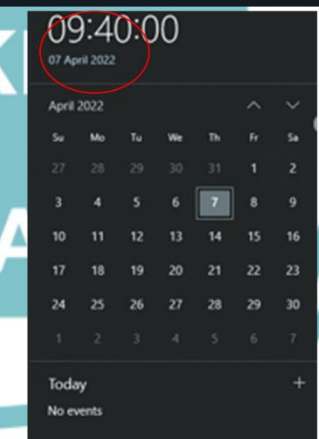 09:40:00
07 April 2022
April 2022
Su Mo Tu We Th Fr Sa
27 28 29 30 31 1 2
3 4 5 6 7 8 9
10 11 12 13 14 15 16
17 18 19 20 21 22 23
24 25 26 27 28 29 30
1 2 3 4 5 6 7
Today +
No events